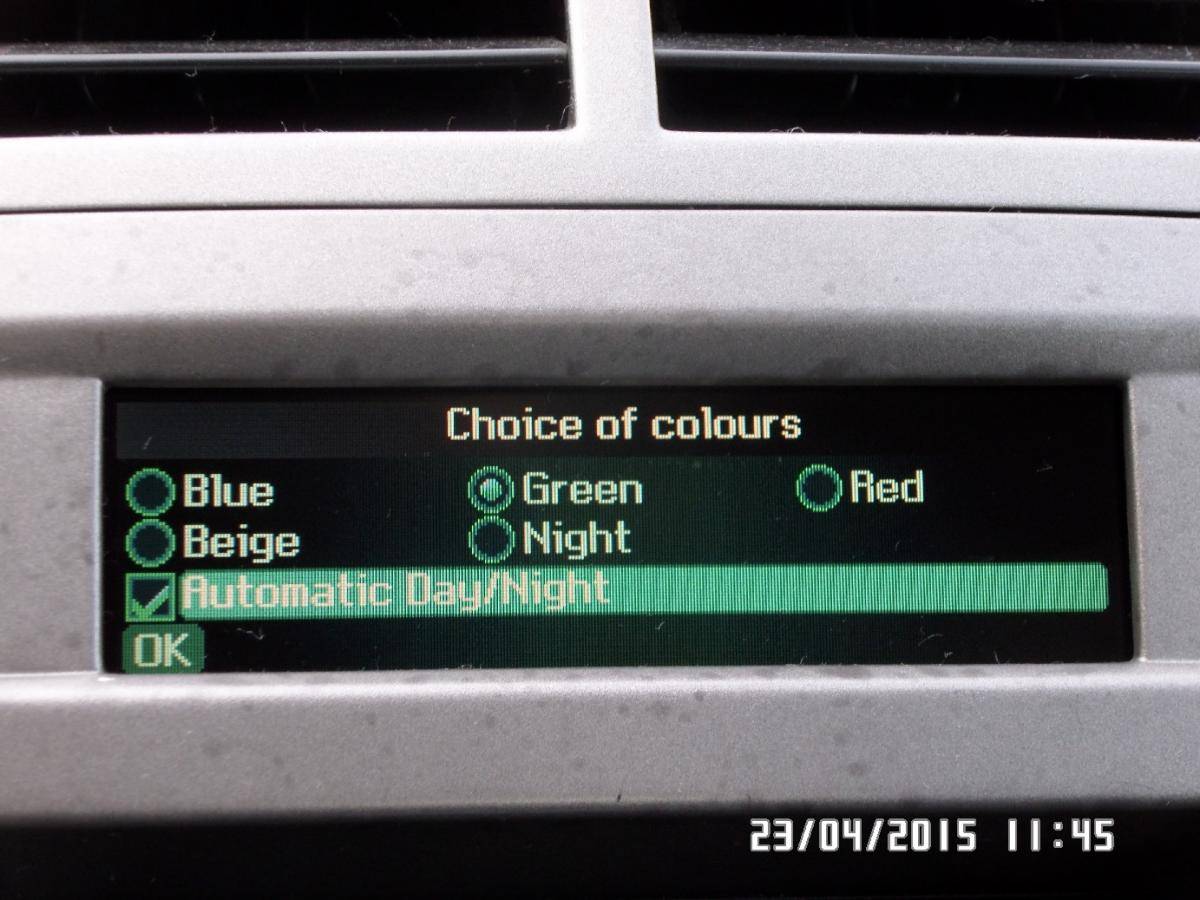 Choice of colours
Blue Green Red
Beige Night
Automatic Day/Night
OK
23/04/2015 11:45